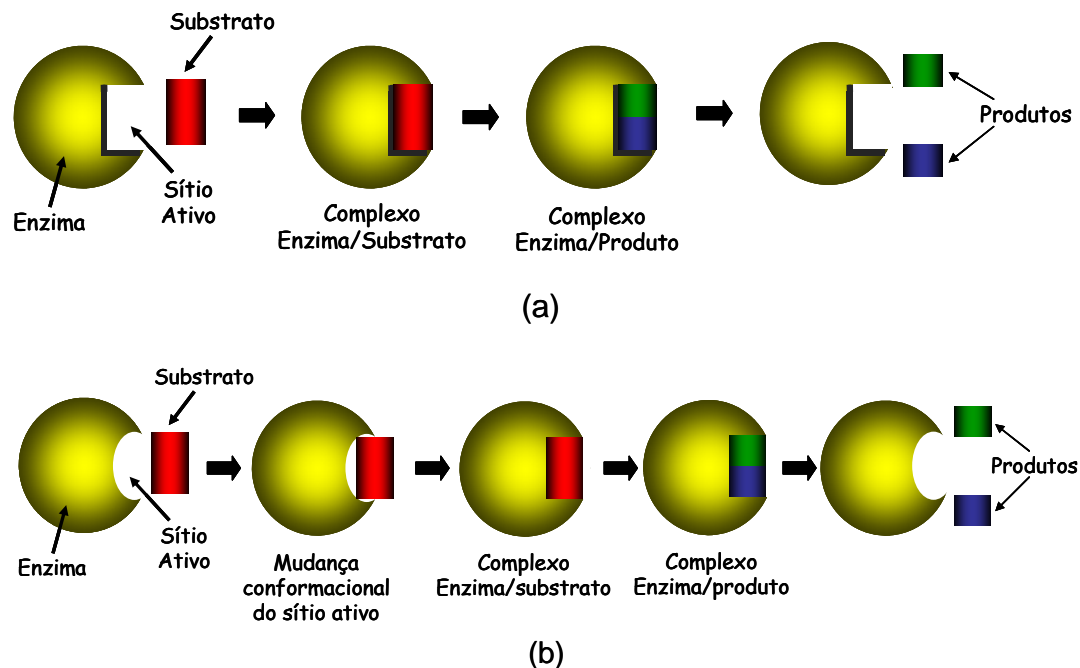 Substrato
Enzima
Sítio
Ativo
Complexo
Enzima/Substrato
Complexo
Enzima/Produto
Produtos
(a)
Substrato
Enzima
Sítio
Ativo
Mudança
conformacional
do sítio ativo
Complexo
Enzima/substrato
Complexo
Enzima/produto
Produtos
(b)